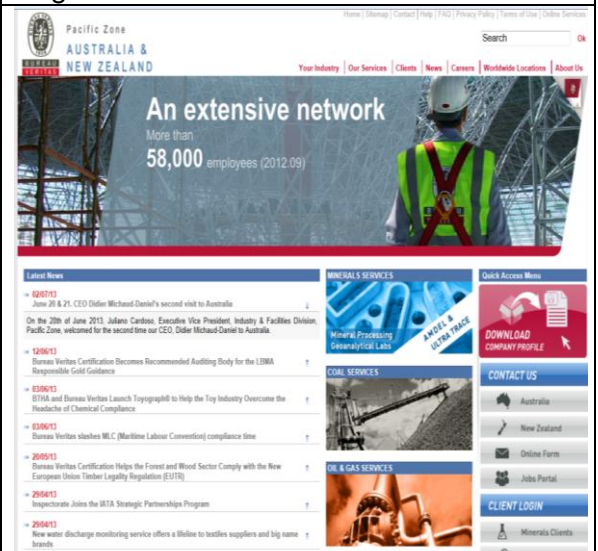 Home | Sitemap | Contact | Help | FAQ | Privacy Policy | Terms of Use | Online Services
Pacific Zone
AUSTRALIA &
NEW ZEALAND
BUREAU
VERITAS
Search
Ok
Your Industry | Our Services | Clients | News | Careers | Worldwide Locations | About Us
An extensive network
More than
58,000 employees (2012.09)
Latest News
02/07/13
June 20 & 21. CEO Didier Michaud-Daniel's second visit to Australia
On the 20th of June 2013, Juliano Cardoso, Executive Vice President, Industry & Facilities Division,
Pacific Zone, welcomed for the second time our CEO, Didier Michaud-Daniel to Australia.
12/06/13
Bureau Veritas Certification Becomes Recommended Auditing Body for the LBMA
Responsible Gold Guidance
03/06/13
BTHA and Bureau Veritas Launch Toyograph® to Help the Toy Industry Overcome the
Headache of Chemical Compliance
03/06/13
Bureau Veritas slashes MLC (Maritime Labour Convention) compliance time
20/05/13
Bureau Veritas Certification Helps the Forest and Wood Sector Comply with the New
European Union Timber Legality Regulation (EUTR)
29/04/13
Inspectorate Joins the IATA Strategic Partnerships Program
29/04/13
New water discharge monitoring service offers a lifeline to textiles suppliers and big name
brands
MINERALS SERVICES
Mineral Processing
Geoanalytical Labs
AMDEL &
ULTRA TRACE
COAL SERVICES
OIL & GAS SERVICES
Quick Access Menu
DOWNLOAD
COMPANY PROFILE
CONTACT US
Australia
New Zealand
Online Form
Jobs Portal
CLIENT LOGIN
Minerals Clients